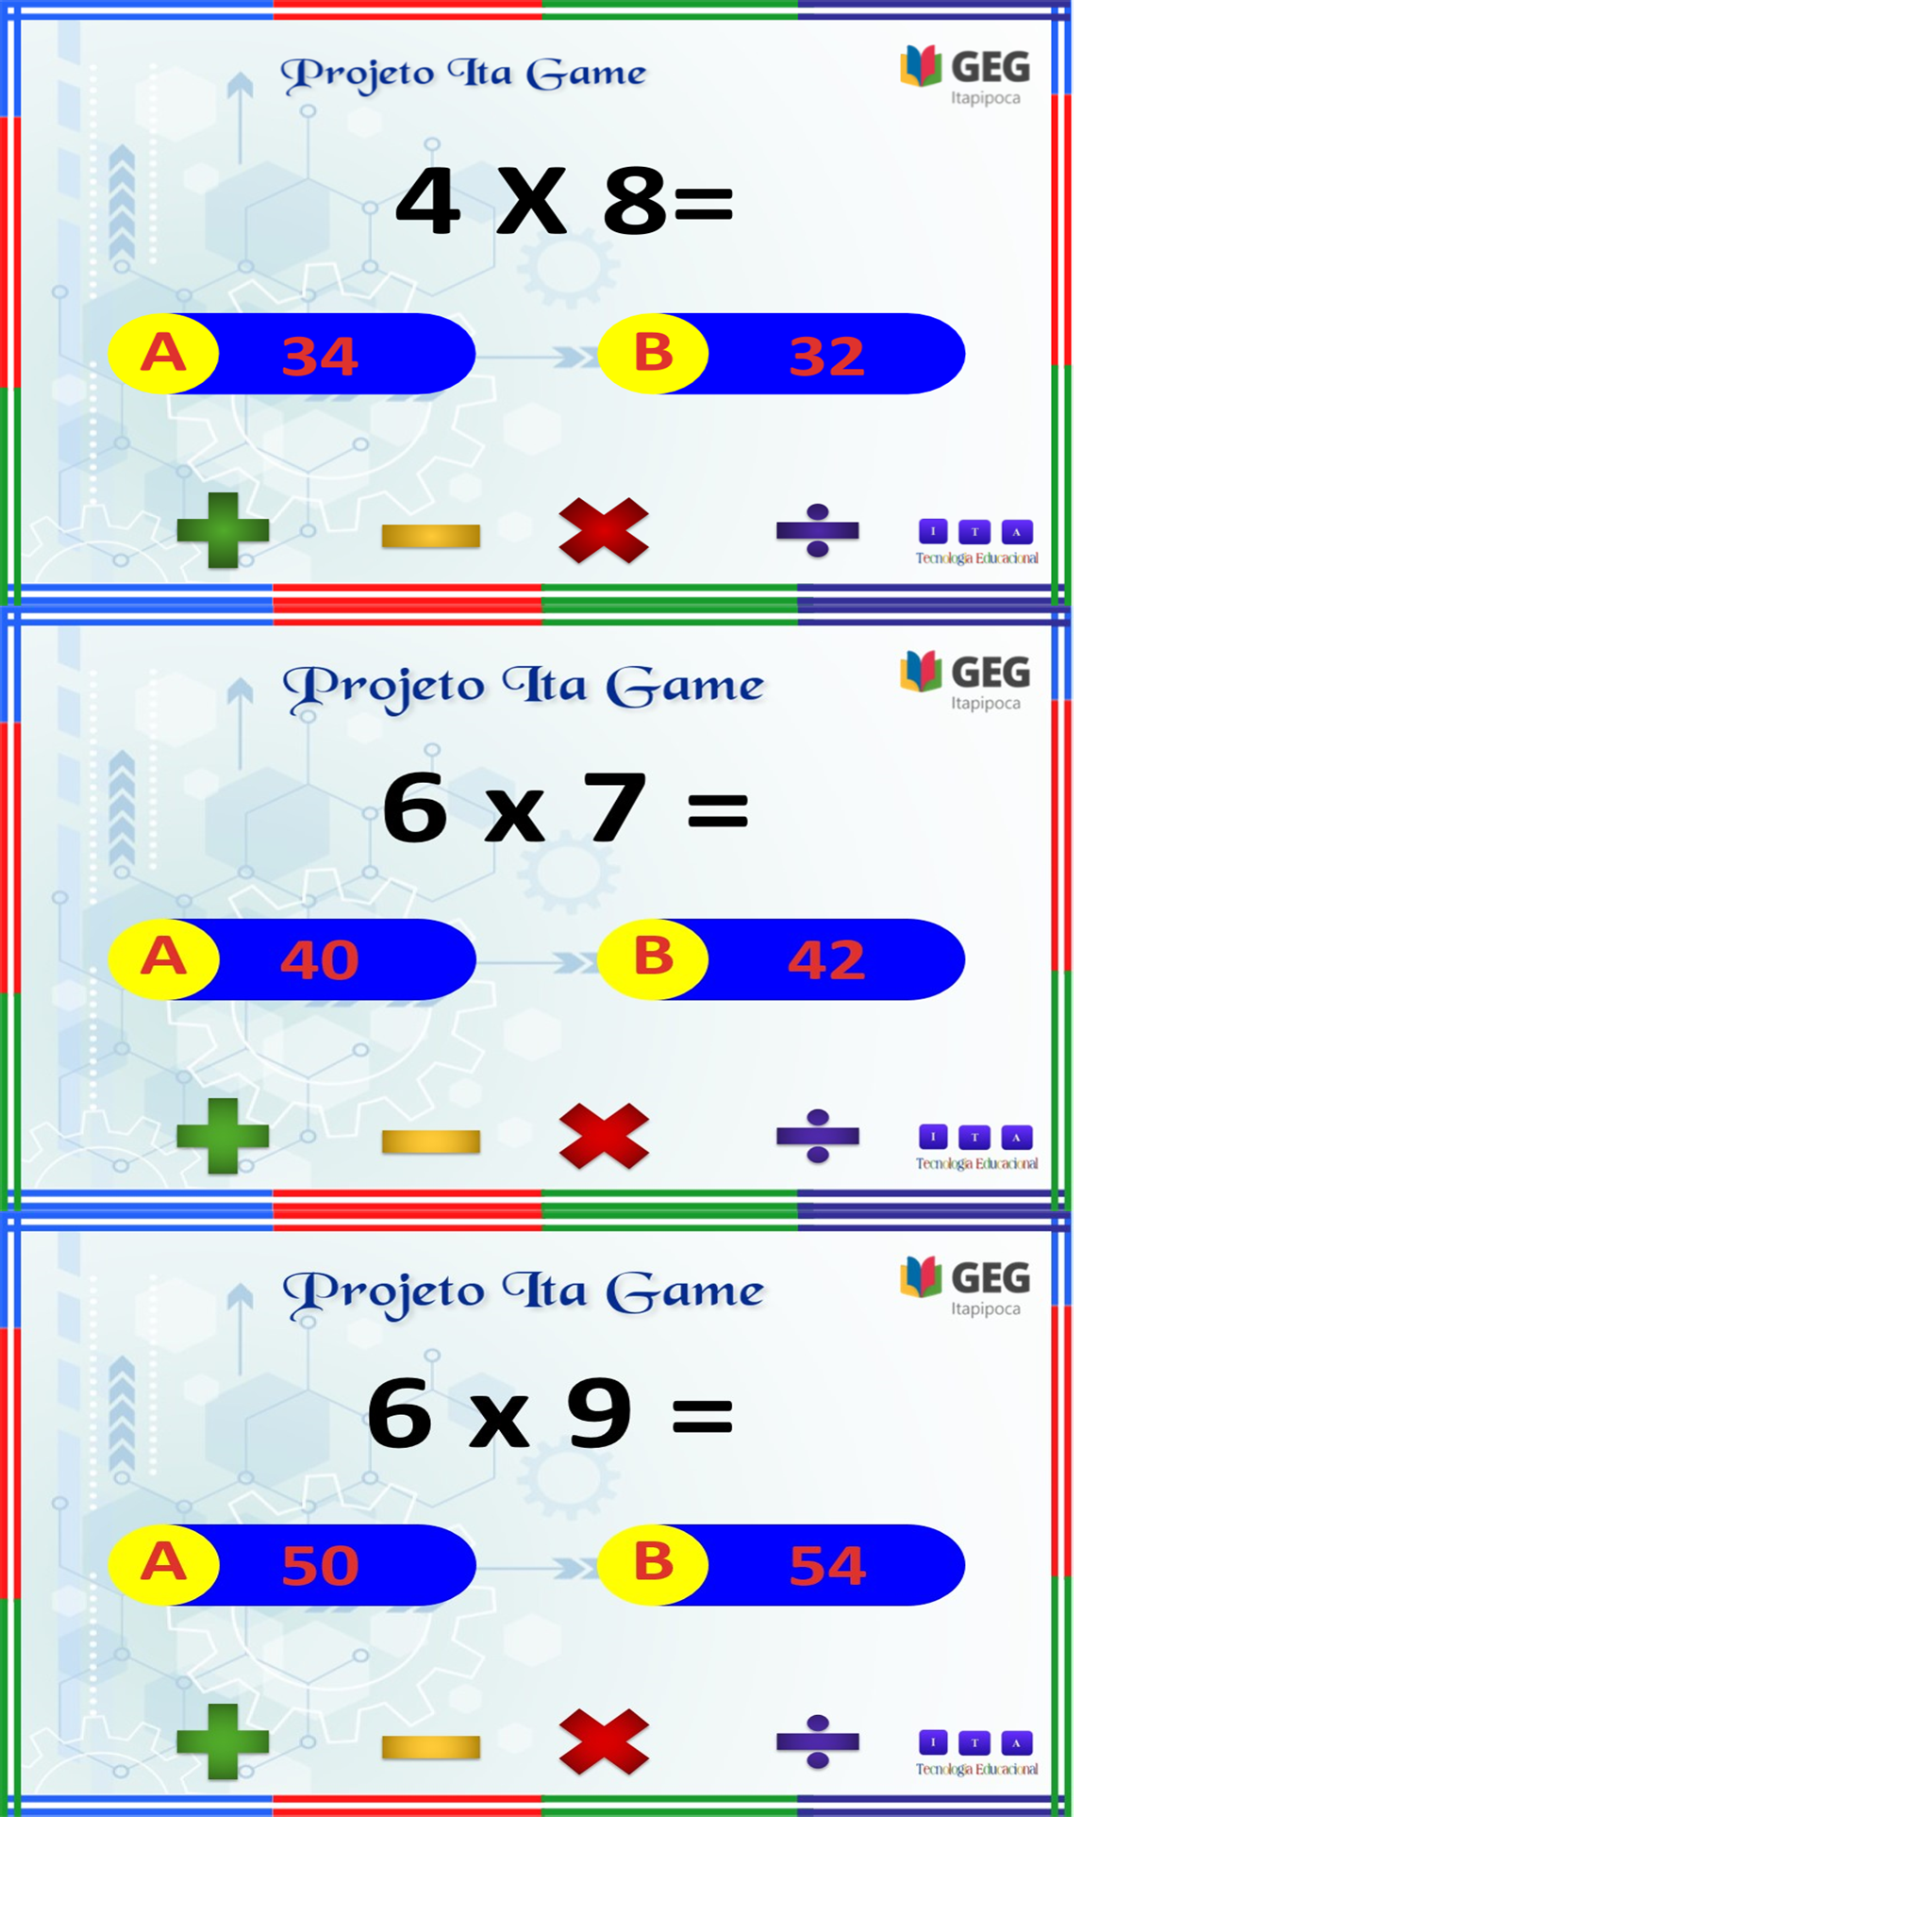 Projeto Ita Game
GEG
Itapipoca
4 X 8=
A 34
B 32
I T A
Tecnologia Educacional
Projeto Ita Game
GEG
Itapipoca
6 x 7 =
A 40
B 42
I T A
Tecnologia Educacional
Projeto Ita Game
GEG
Itapipoca
6 x 9 =
A 50
B 54
I T A
Tecnologia Educacional